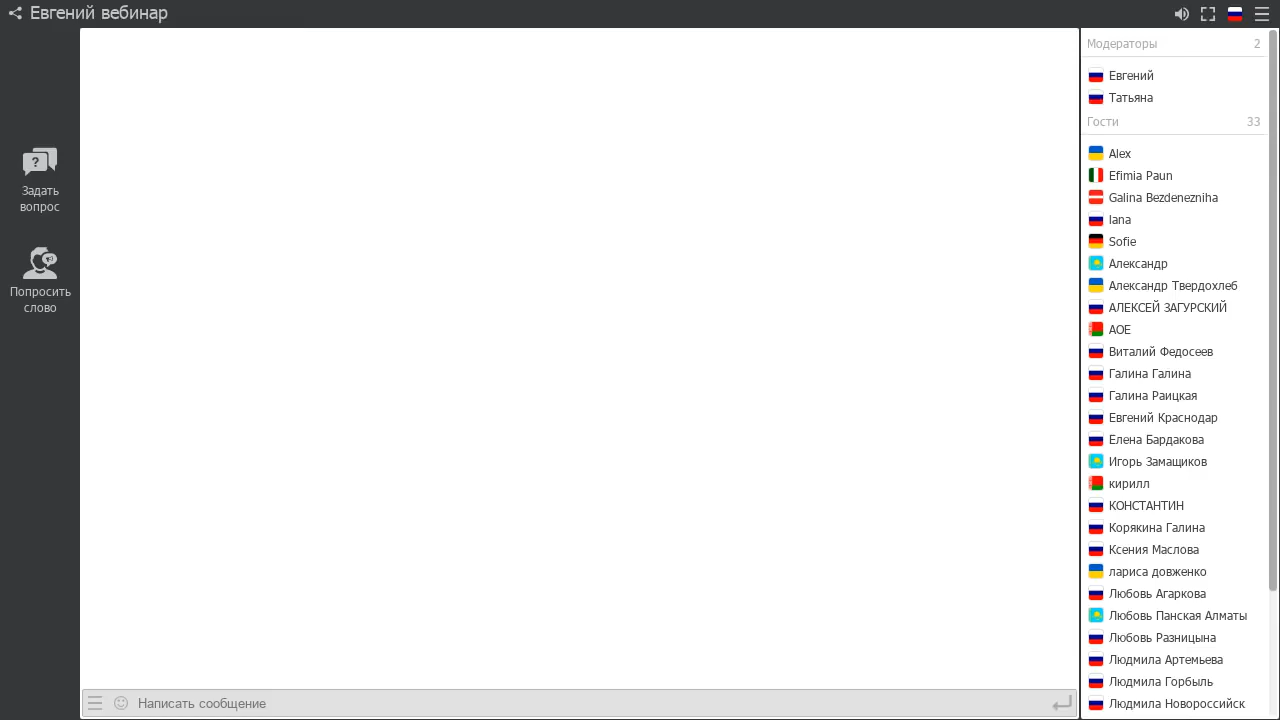 Евгений вебинар
Задать
вопрос
Попросить
слово
Написать сообщение
Модераторы 2
Евгений
Татьяна
Гости 33
Alex
Efimia Paun
Galina Bezdenezniha
Iana
Sofie
Александр
Александр Твердохлеб
АЛЕКСЕЙ ЗАГУРСКИЙ
АОЕ
Виталий Федосеев
Галина Галина
Галина Раицкая
Евгений Краснодар
Елена Бардакова
Игорь Замащиков
кирилл
КОНСТАНТИН
Корякина Галина
Ксения Маслова
лариса довженко
Любовь Агаркова
Любовь Панская Алматы
Любовь Разницына
Людмила Артемьева
Людмила Горбыль
Людмила Новороссийск